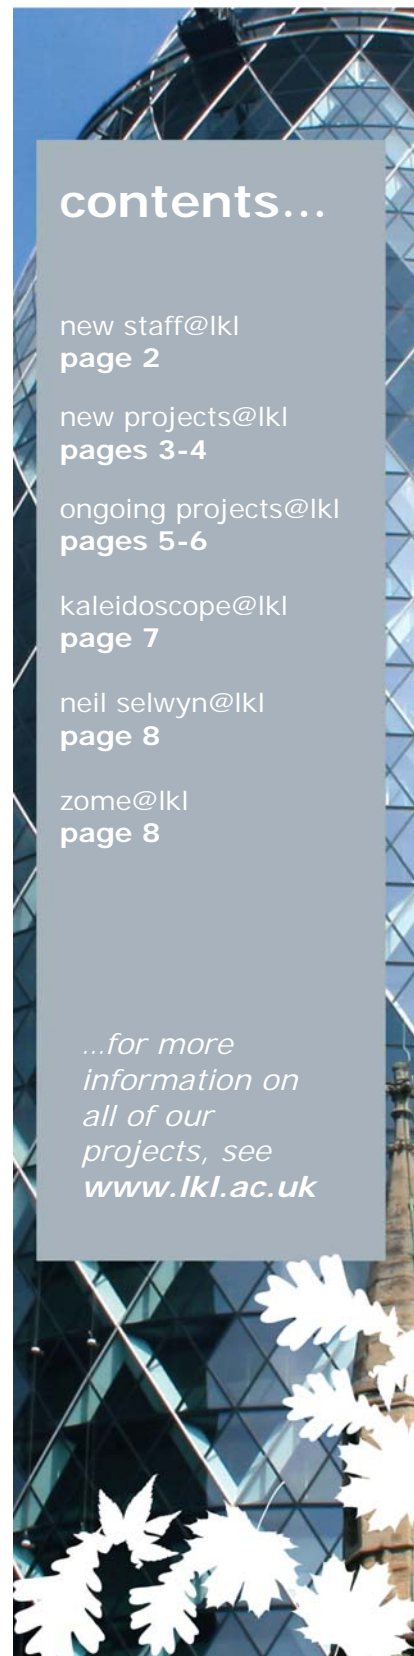 contents...
new staff@lkl
page 2
new projects@lkl
pages 3-4
ongoing projects@lkl
pages 5-6
kaleidoscope@lkl
page 7
neil selwyn@lkl
page 8
zome@lkl
page 8
...for more
information on
all of our
projects, see
www.lkl.ac.uk